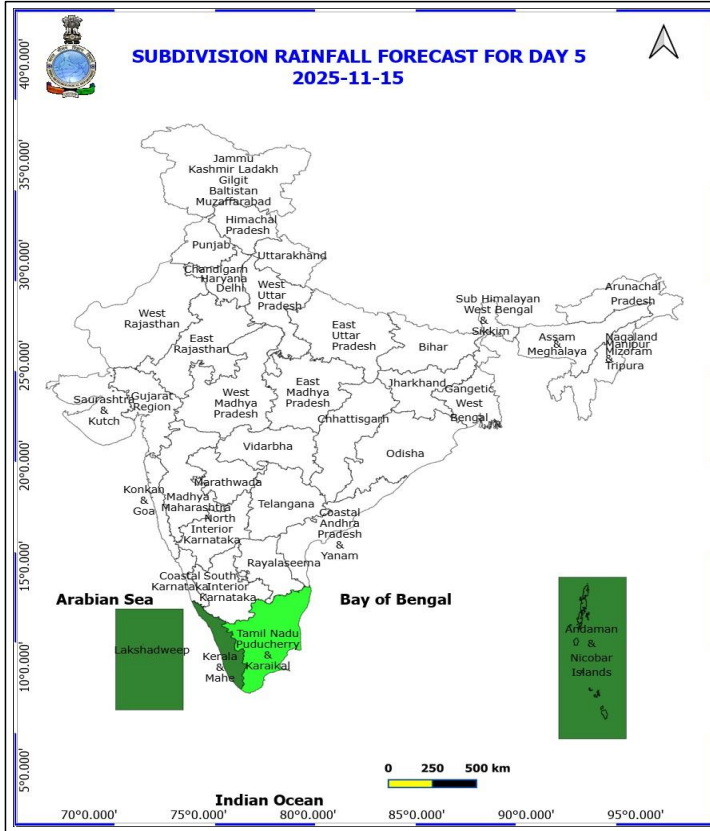 SUBDIVISION RAINFALL FORECAST FOR DAY 5
2025-11-15
40°0.000'
35°0.000'
30°0.000'
25°0.000'
20°0.000'
15°0.000'
10°0.000'
5°0.000'
Jammu
Kashmir Ladakh
Gilgit
Baltistan
Muzaffarabad
Himachal
Pradesh
Punjab
Uttarakhand
Chandigarh
Haryana
Delhi
West
Uttar
Pradesh
West
Rajasthan
East
Rajasthan
East
Uttar
Pradesh
Bihar
Sub Himalayan
West Bengal
&
Sikkim
Arunachal
Pradesh
Assam
&
Meghalaya
Nagaland
Manipur
Mizoram
&
Tripura
Saurashtra
&
Kutch
Gujarat
Region
West
Madhya
Pradesh
East
Madhya
Pradesh
Jharkhand
Gangetic
West
Bengal
Chhattisgarh
Odisha
Vidarbha
Konkan
&
Goa
Madhya
Maharashtra
Marathwada
Telangana
North
Interior
Karnataka
Coastal
Andhra
Pradesh
&
Yanam
Rayalaseema
Coastal
Karnataka
South
Interior
Karnataka
Arabian Sea
Bay of Bengal
Lakshadweep
Kerala
&
Mahe
Tamil Nadu
Puducherry
&
Karaikal
Andaman
&
Nicobar
Islands
0 250 500 km
Indian Ocean
70°0.000' 75°0.000' 80°0.000' 85°0.000' 90°0.000' 95°0.000'